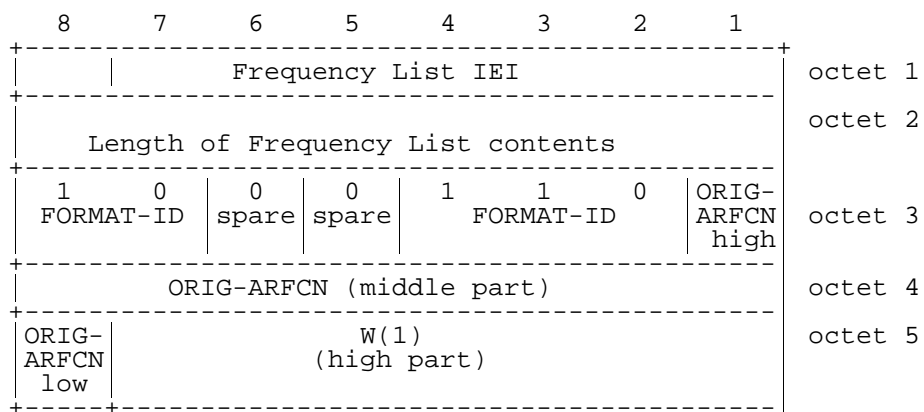 8 7 6 5 4 3 2 1
Frequency List IEI octet 1
octet 2
Length of Frequency List contents
1 0 0 0 1 1 0 ORIG-
FORMAT-ID spare spare FORMAT-ID ARFCN octet 3
high
ORIG-ARFCN (middle part) octet 4
ORIG- W(1) octet 5
ARFCN (high part)
low